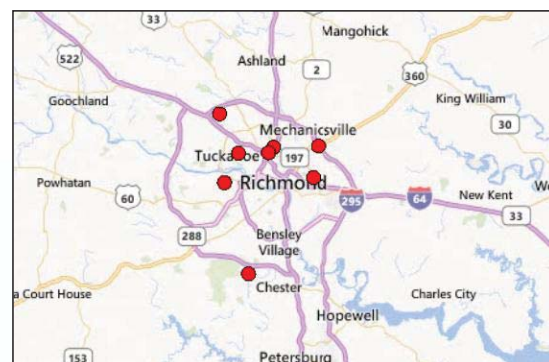 33
Mangohick
522
Ashland
2
360
Goochland
King William
Mechanicsville
30
197
Powhatan
Richmond
60
New Kent
295
64
33
288
Bensley
Village
a Court House
Chester
Charles City
Hopewell
153
Petersburg